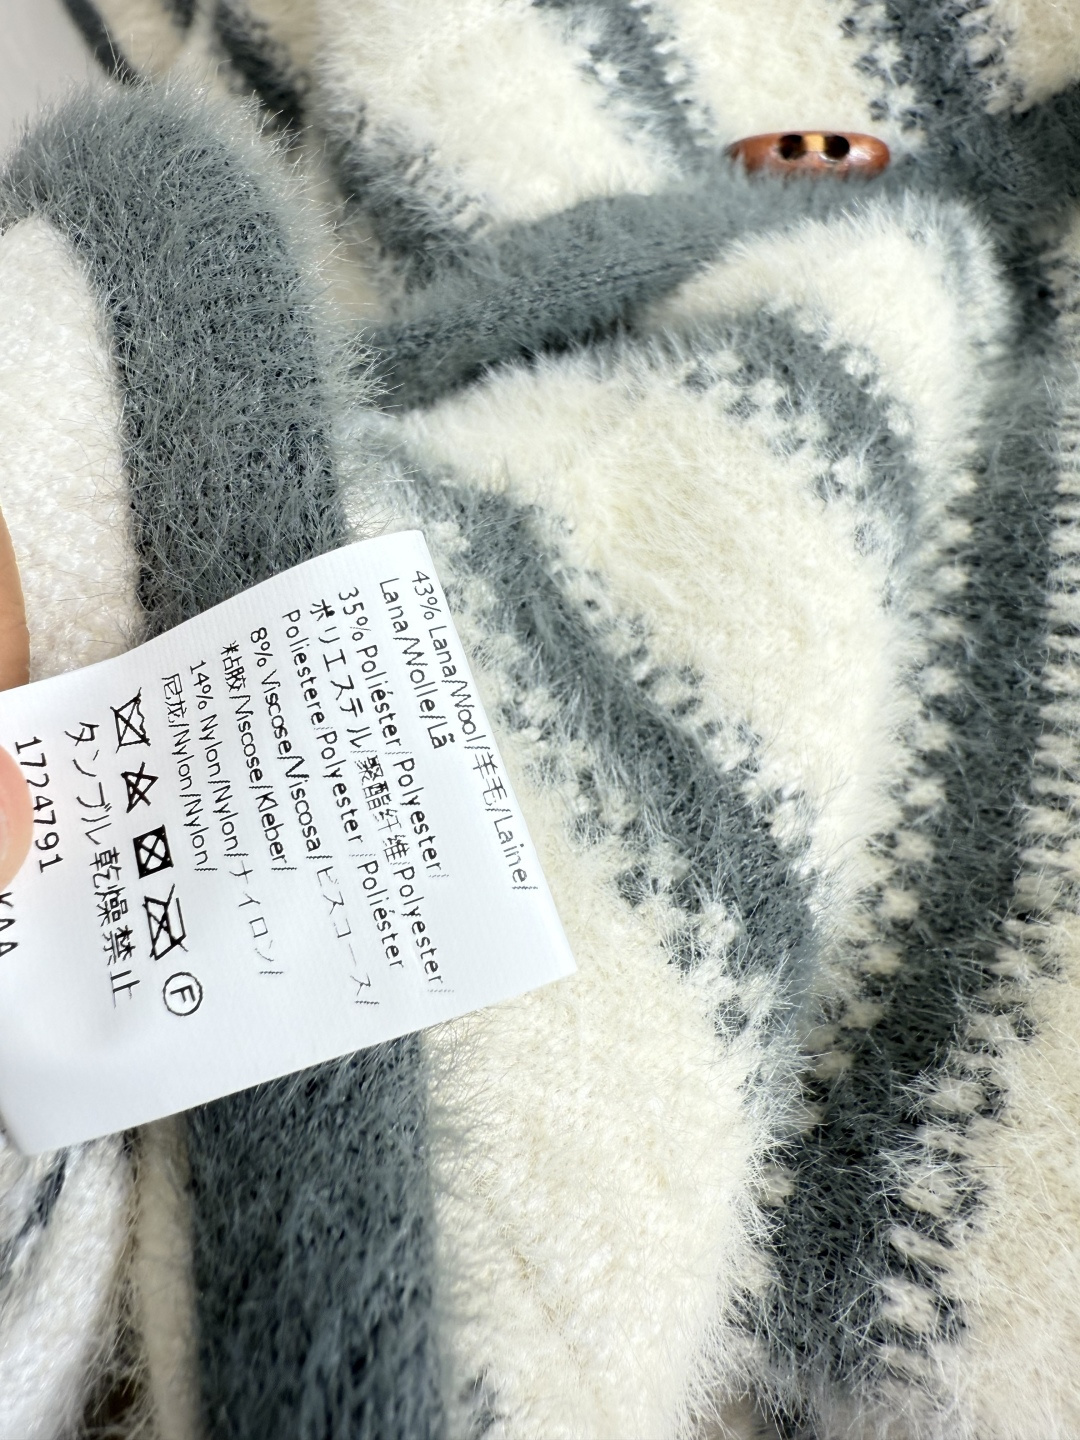 43% Lana/Wool/羊毛/Laine/
Lana/Wolle/Lã
35% Poliéster/Polyester/
ポリエステル/聚酯纤维/Polyester/
Poliestere/Polyester/Poliéster
8% Viscose/Viscosa/ビスコース/
粘胶/Viscose/Kleber/
14% Nylon/Nylon/ナイロン/
尼龙/Nylon/Nylon/
F
タンブル乾燥禁止
1724791
KAA